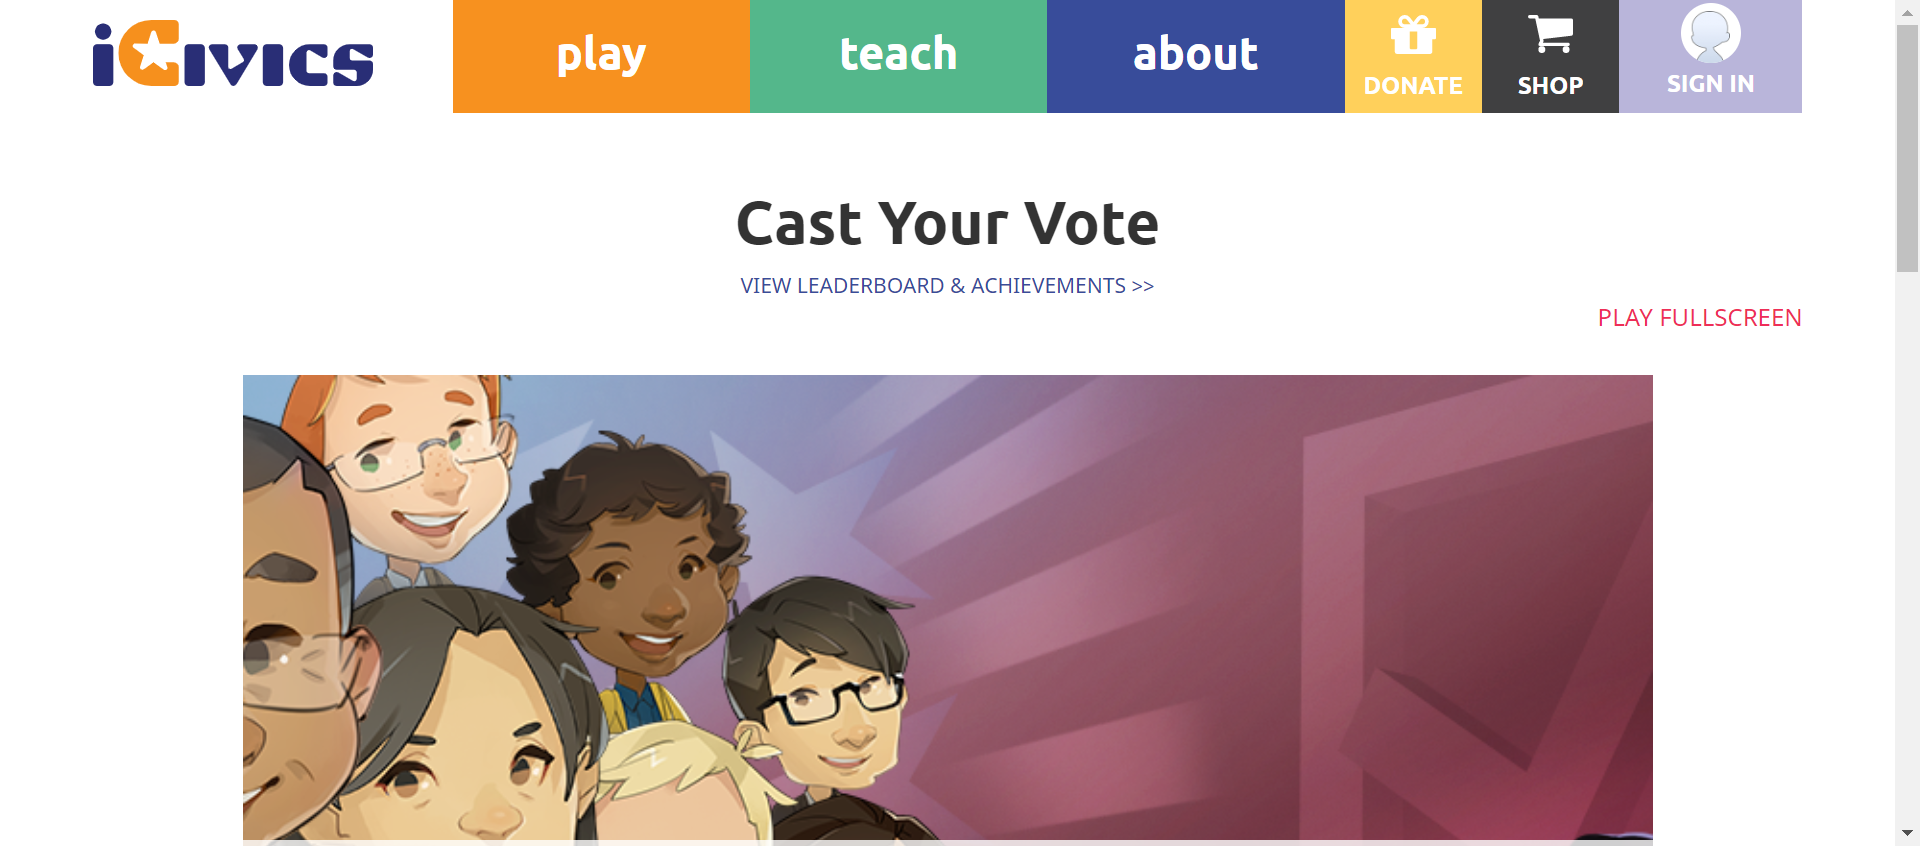 iCivics
play
teach
about
DONATE
SHOP
SIGN IN
Cast Your Vote
VIEW LEADERBOARD & ACHIEVEMENTS >>
PLAY FULLSCREEN